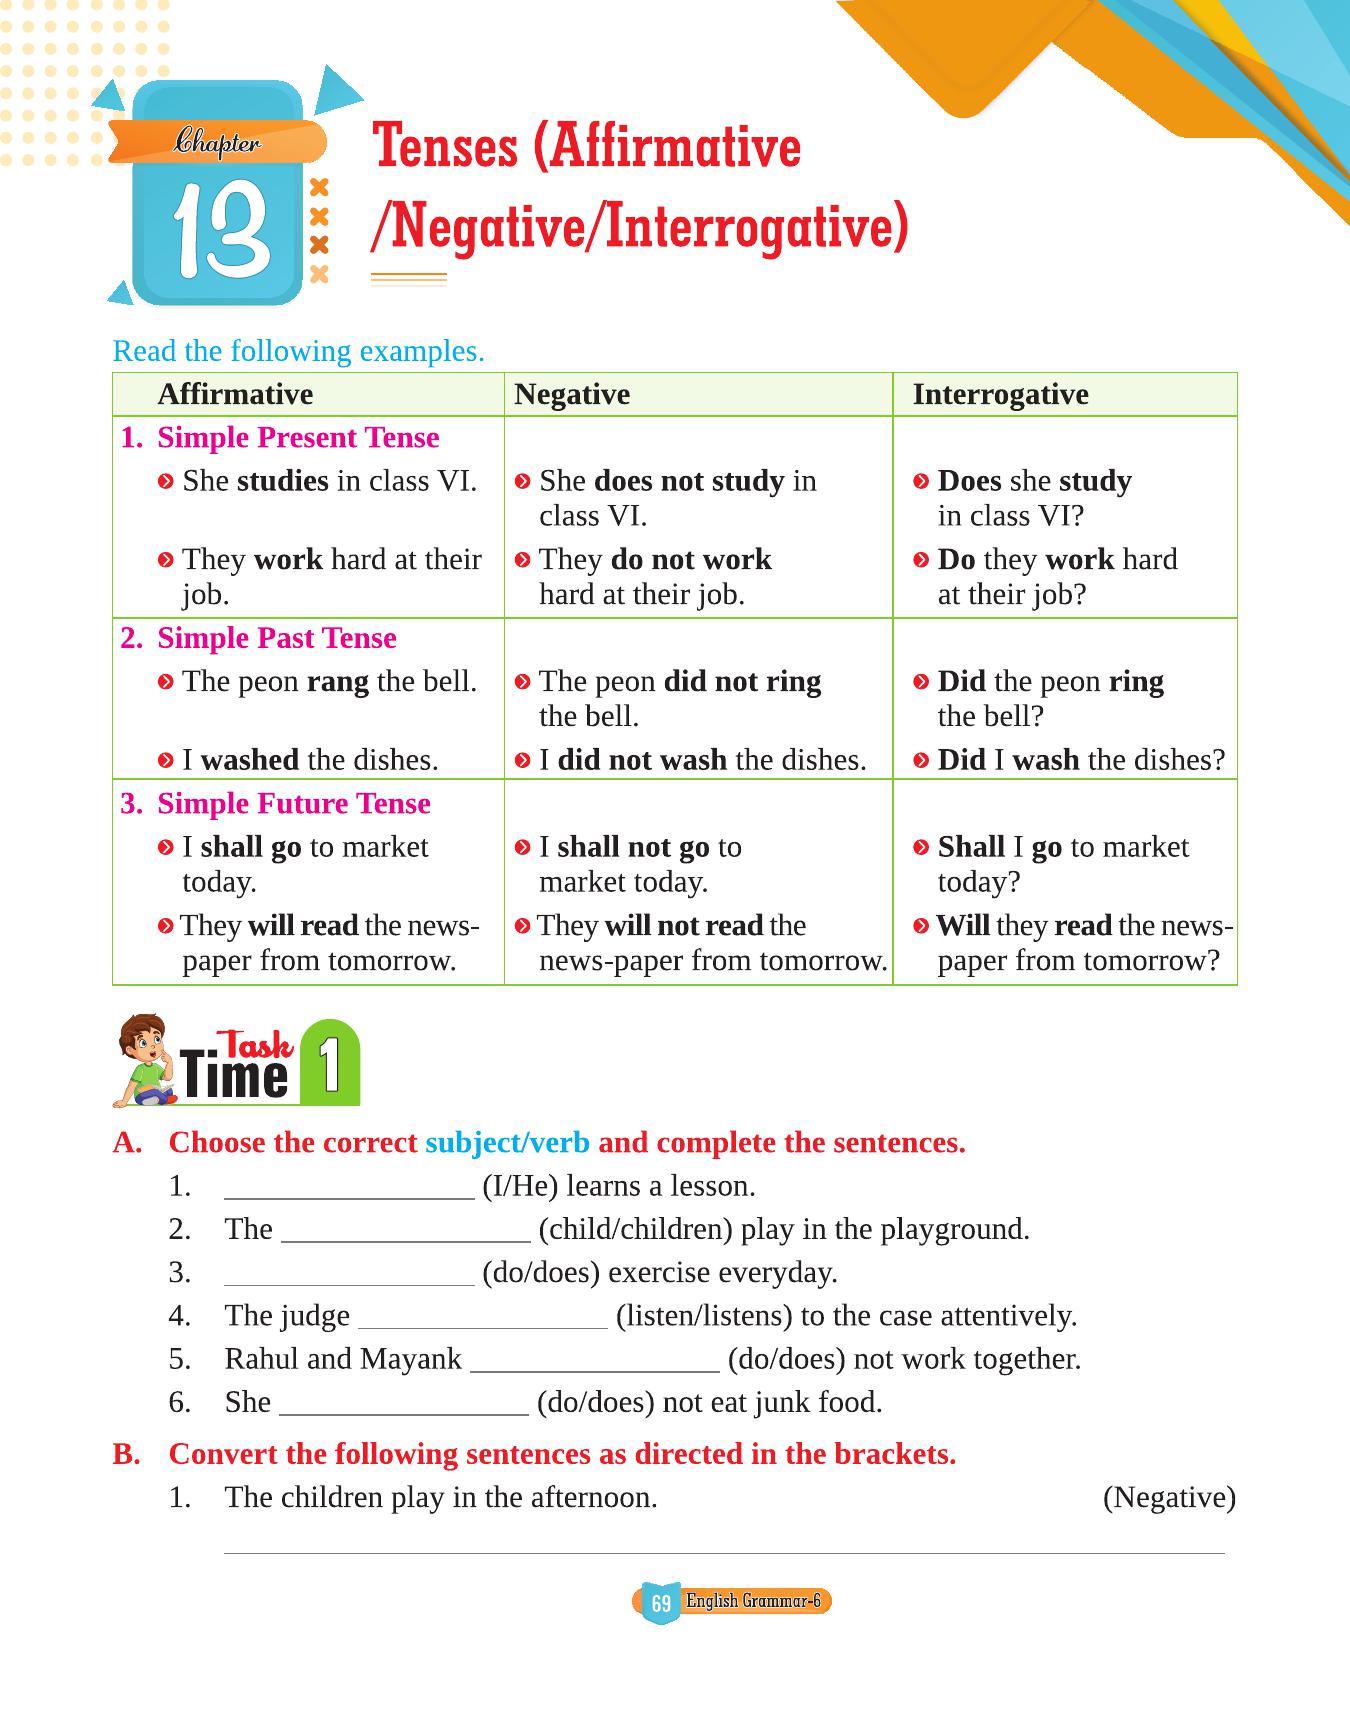 Chapter
13
Tenses (Affirmative
/Negative/Interrogative)
Read the following examples.
Affirmative Negative Interrogative
1. Simple Present Tense
She studies in class VI. She does not study in Does she study
class VI. in class VI?
They work hard at their They do not work Do they work hard
job. hard at their job. at their job?
2. Simple Past Tense
The peon rang the bell. The peon did not ring Did the peon ring
the bell. the bell?
I washed the dishes. I did not wash the dishes. Did I wash the dishes?
3. Simple Future Tense
I shall go to market I shall not go to Shall I go to market
today. market today. today?
They will read the news- They will not read the Will they read the news-
paper from tomorrow. news-paper from tomorrow. paper from tomorrow?
Task
Time 1
A. Choose the correct subject/verb and complete the sentences.
1. ________________ (I/He) learns a lesson.
2. The ________________ (child/children) play in the playground.
3. ________________ (do/does) exercise everyday.
4. The judge ________________ (listen/listens) to the case attentively.
5. Rahul and Mayank ________________ (do/does) not work together.
6. She ________________ (do/does) not eat junk food.
B. Convert the following sentences as directed in the brackets.
1. The children play in the afternoon. (Negative)
69 English Grammar-6